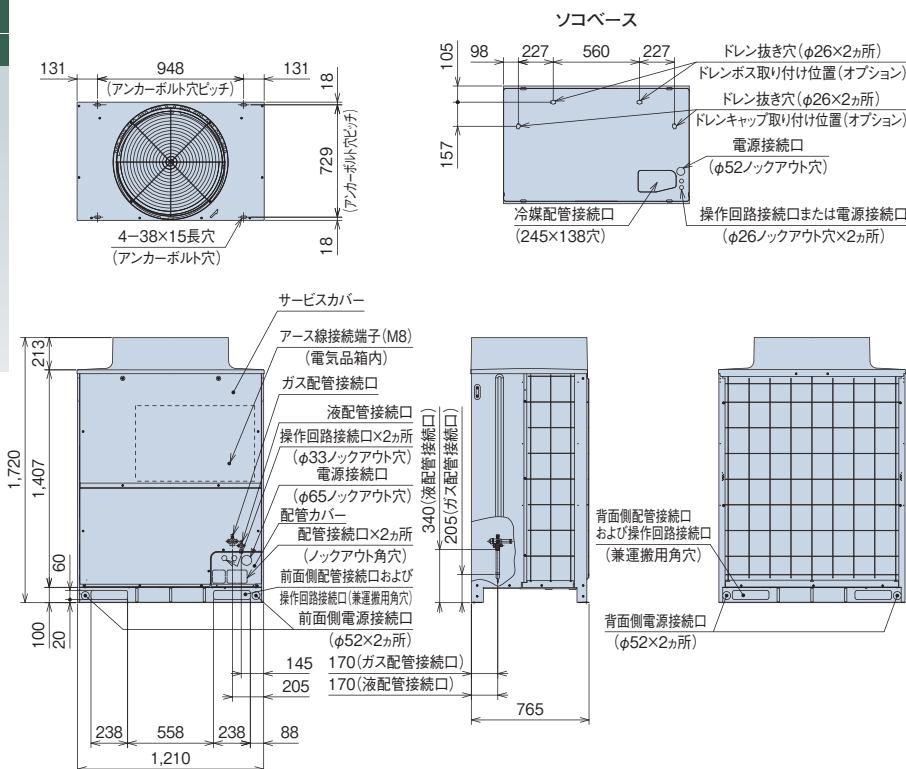 ソコベース
131
948
131
(アンカーボルト穴ピッチ)
18
729
(アンカーボルト穴ピッチ)
18
4−38×15長穴
(アンカーボルト穴)
105
98
227
560
227
157
ドレン抜き穴(φ26×2ヵ所)
ドレンボス取り付け位置(オプション)
ドレン抜き穴(φ26×2ヵ所)
ドレンキャップ取り付け位置(オプション)
電源接続口
(φ52ノックアウト穴)
冷媒配管接続口
(245×138穴)
操作回路接続口または電源接続口
(φ26ノックアウト穴×2ヵ所)
サービスカバー
アース線接続端子(M8)
(電気品箱内)
ガス配管接続口
液配管接続口
操作回路接続口×2ヵ所
(φ33ノックアウト穴)
電源接続口
(φ65ノックアウト穴)
配管カバー
配管接続口×2ヵ所
(ノックアウト角穴)
前面側配管接続口および
操作回路接続口(兼運搬用角穴)
前面側電源接続口
(φ52×2ヵ所)
213
1,720
1,407
60
100
20
145
205
238
558
238
88
1,210
340(液配管接続口)
205(ガス配管接続口)
170(ガス配管接続口)
170(液配管接続口)
765
背面側配管接続口
および操作回路接続口
(兼運搬用角穴)
背面側電源接続口
(φ52×2ヵ所)